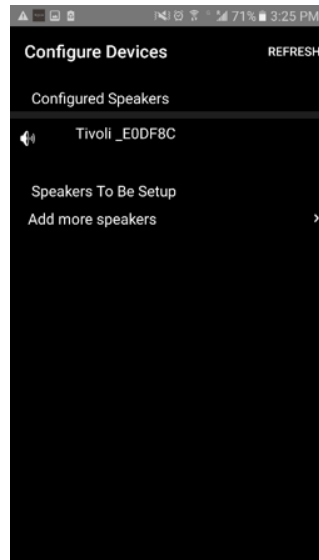 71% 3:25 PM
Configure Devices REFRESH
Configured Speakers
Tivoli _E0DF8C
Speakers To Be Setup
Add more speakers